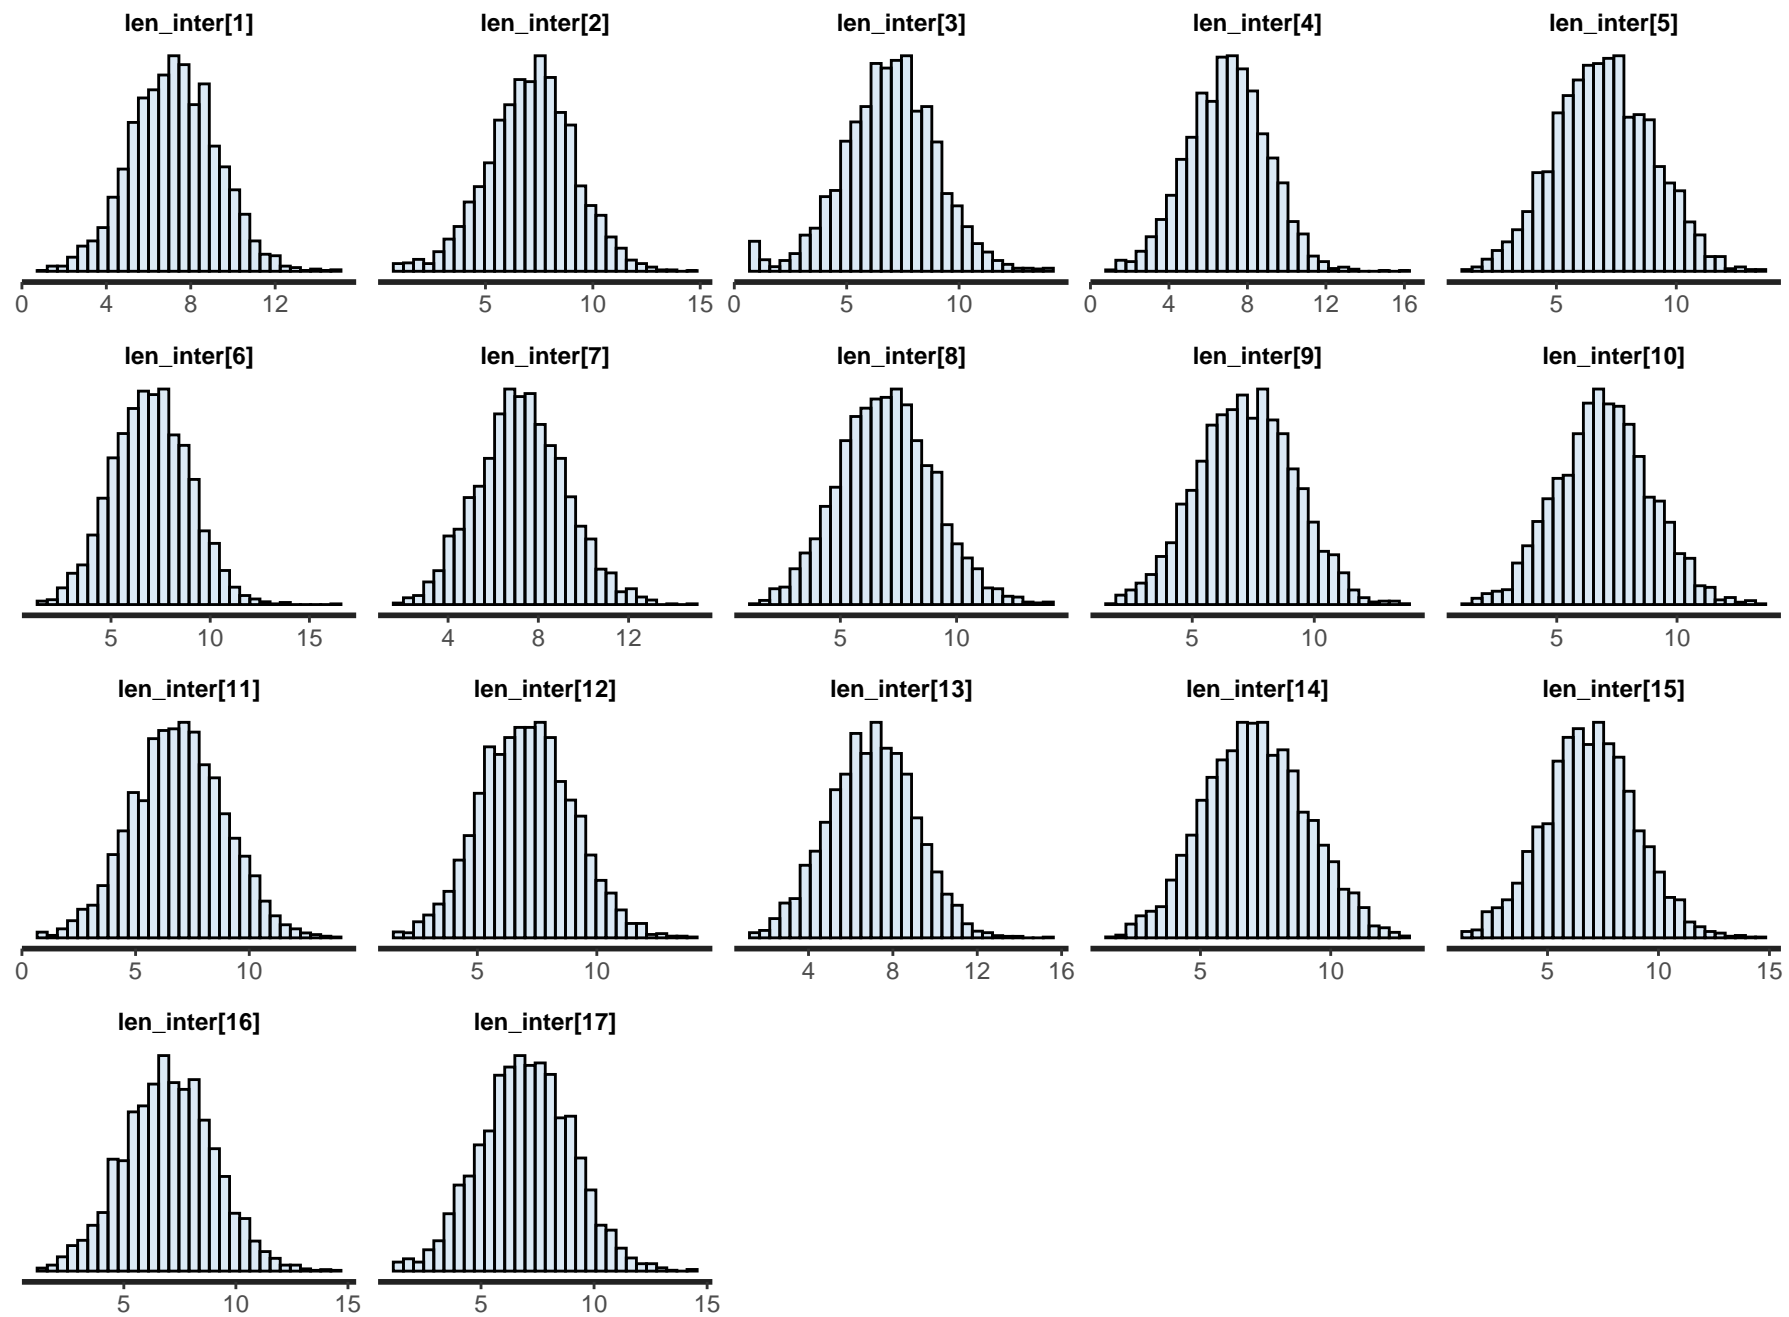 len_inter[1] len_inter[2] len_inter[3] len_inter[4] len_inter[5]
0 4 8 12 5 10 15 0 5 10 0 4 8 12 16 5 10
len_inter[6] len_inter[7] len_inter[8] len_inter[9] len_inter[10]
5 10 15 4 8 12 5 10 5 10 5 10
len_inter[11] len_inter[12] len_inter[13] len_inter[14] len_inter[15]
0 5 10 5 10 4 8 12 16 5 10 5 10 15
len_inter[16] len_inter[17]
5 10 15 5 10 15